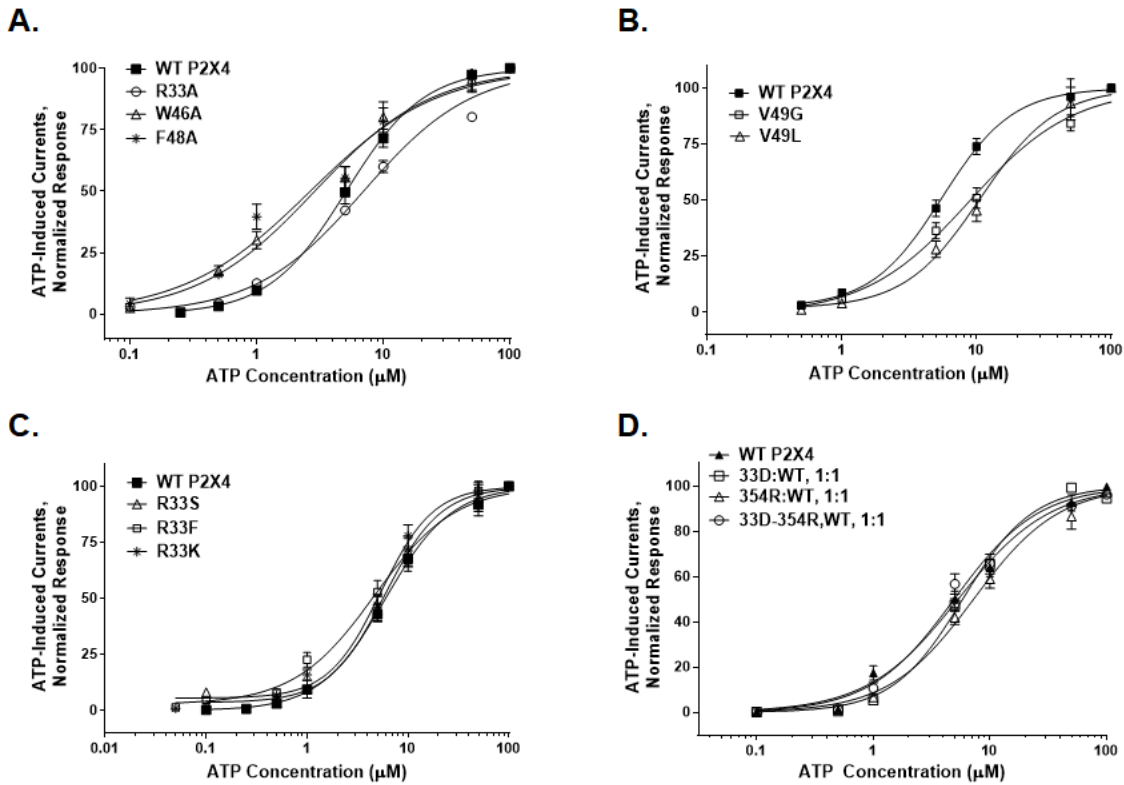 A.
ATP-Induced Currents,
Normalized Response
100
75
50
25
0
WT P2X4
R33A
W46A
F48A
0.1 1 10 100
ATP Concentration (μM)
B.
ATP-Induced Currents,
Normalized Response
100
75
50
25
0
WT P2X4
V49G
V49L
0.1 1 10 100
ATP Concentration (μM)
C.
ATP-Induced Currents,
Normalized Response
100
75
50
25
0
WT P2X4
R33S
R33F
R33K
0.01 0.1 1 10 100
ATP Concentration (μM)
D.
ATP-Induced Currents,
Normalized Response
100
80
60
40
20
0
WT P2X4
33D:WT, 1:1
354R:WT, 1:1
33D-354R,WT, 1:1
0.1 1 10 100
ATP Concentration (μM)